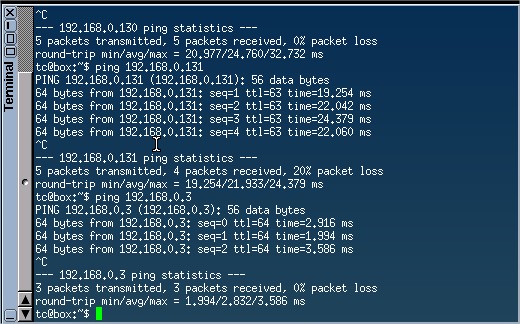 Terminal
^C
--- 192.168.0.130 ping statistics ---
5 packets transmitted, 5 packets received, 0% packet loss
round-trip min/avg/max = 20.977/24.760/32.732 ms
tc@box:~$ ping 192.168.0.131
PING 192.168.0.131 (192.168.0.131): 56 data bytes
64 bytes from 192.168.0.131: seq=1 ttl=63 time=19.254 ms
64 bytes from 192.168.0.131: seq=2 ttl=63 time=22.042 ms
64 bytes from 192.168.0.131: seq=3 ttl=63 time=24.379 ms
64 bytes from 192.168.0.131: seq=4 ttl=63 time=22.060 ms
^C
--- 192.168.0.131 ping statistics ---
5 packets transmitted, 4 packets received, 20% packet loss
round-trip min/avg/max = 19.254/21.933/24.379 ms
tc@box:~$ ping 192.168.0.3
PING 192.168.0.3 (192.168.0.3): 56 data bytes
64 bytes from 192.168.0.3: seq=0 ttl=64 time=2.916 ms
64 bytes from 192.168.0.3: seq=1 ttl=64 time=1.994 ms
64 bytes from 192.168.0.3: seq=2 ttl=64 time=3.586 ms
^C
--- 192.168.0.3 ping statistics ---
3 packets transmitted, 3 packets received, 0% packet loss
round-trip min/avg/max = 1.994/2.832/3.586 ms
tc@box:~$